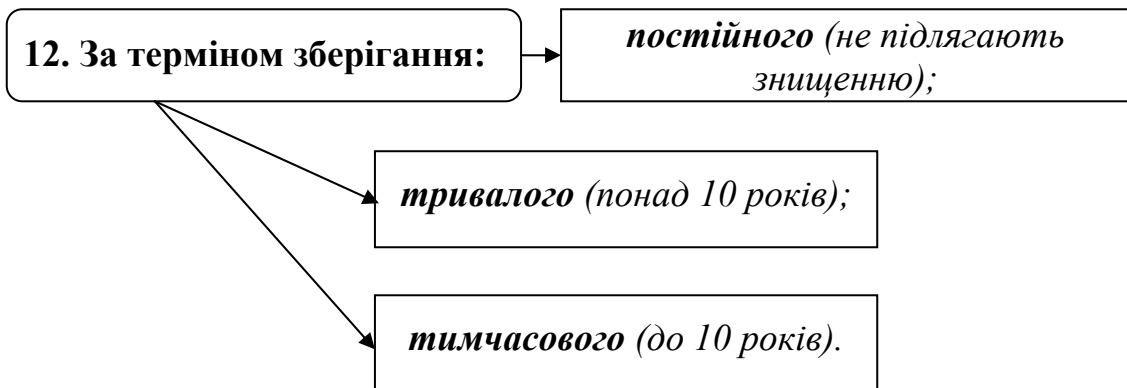 12. За терміном зберігання:
постійного (не підлягають
знищенню);
тривалого (понад 10 років);
тимчасового (до 10 років).